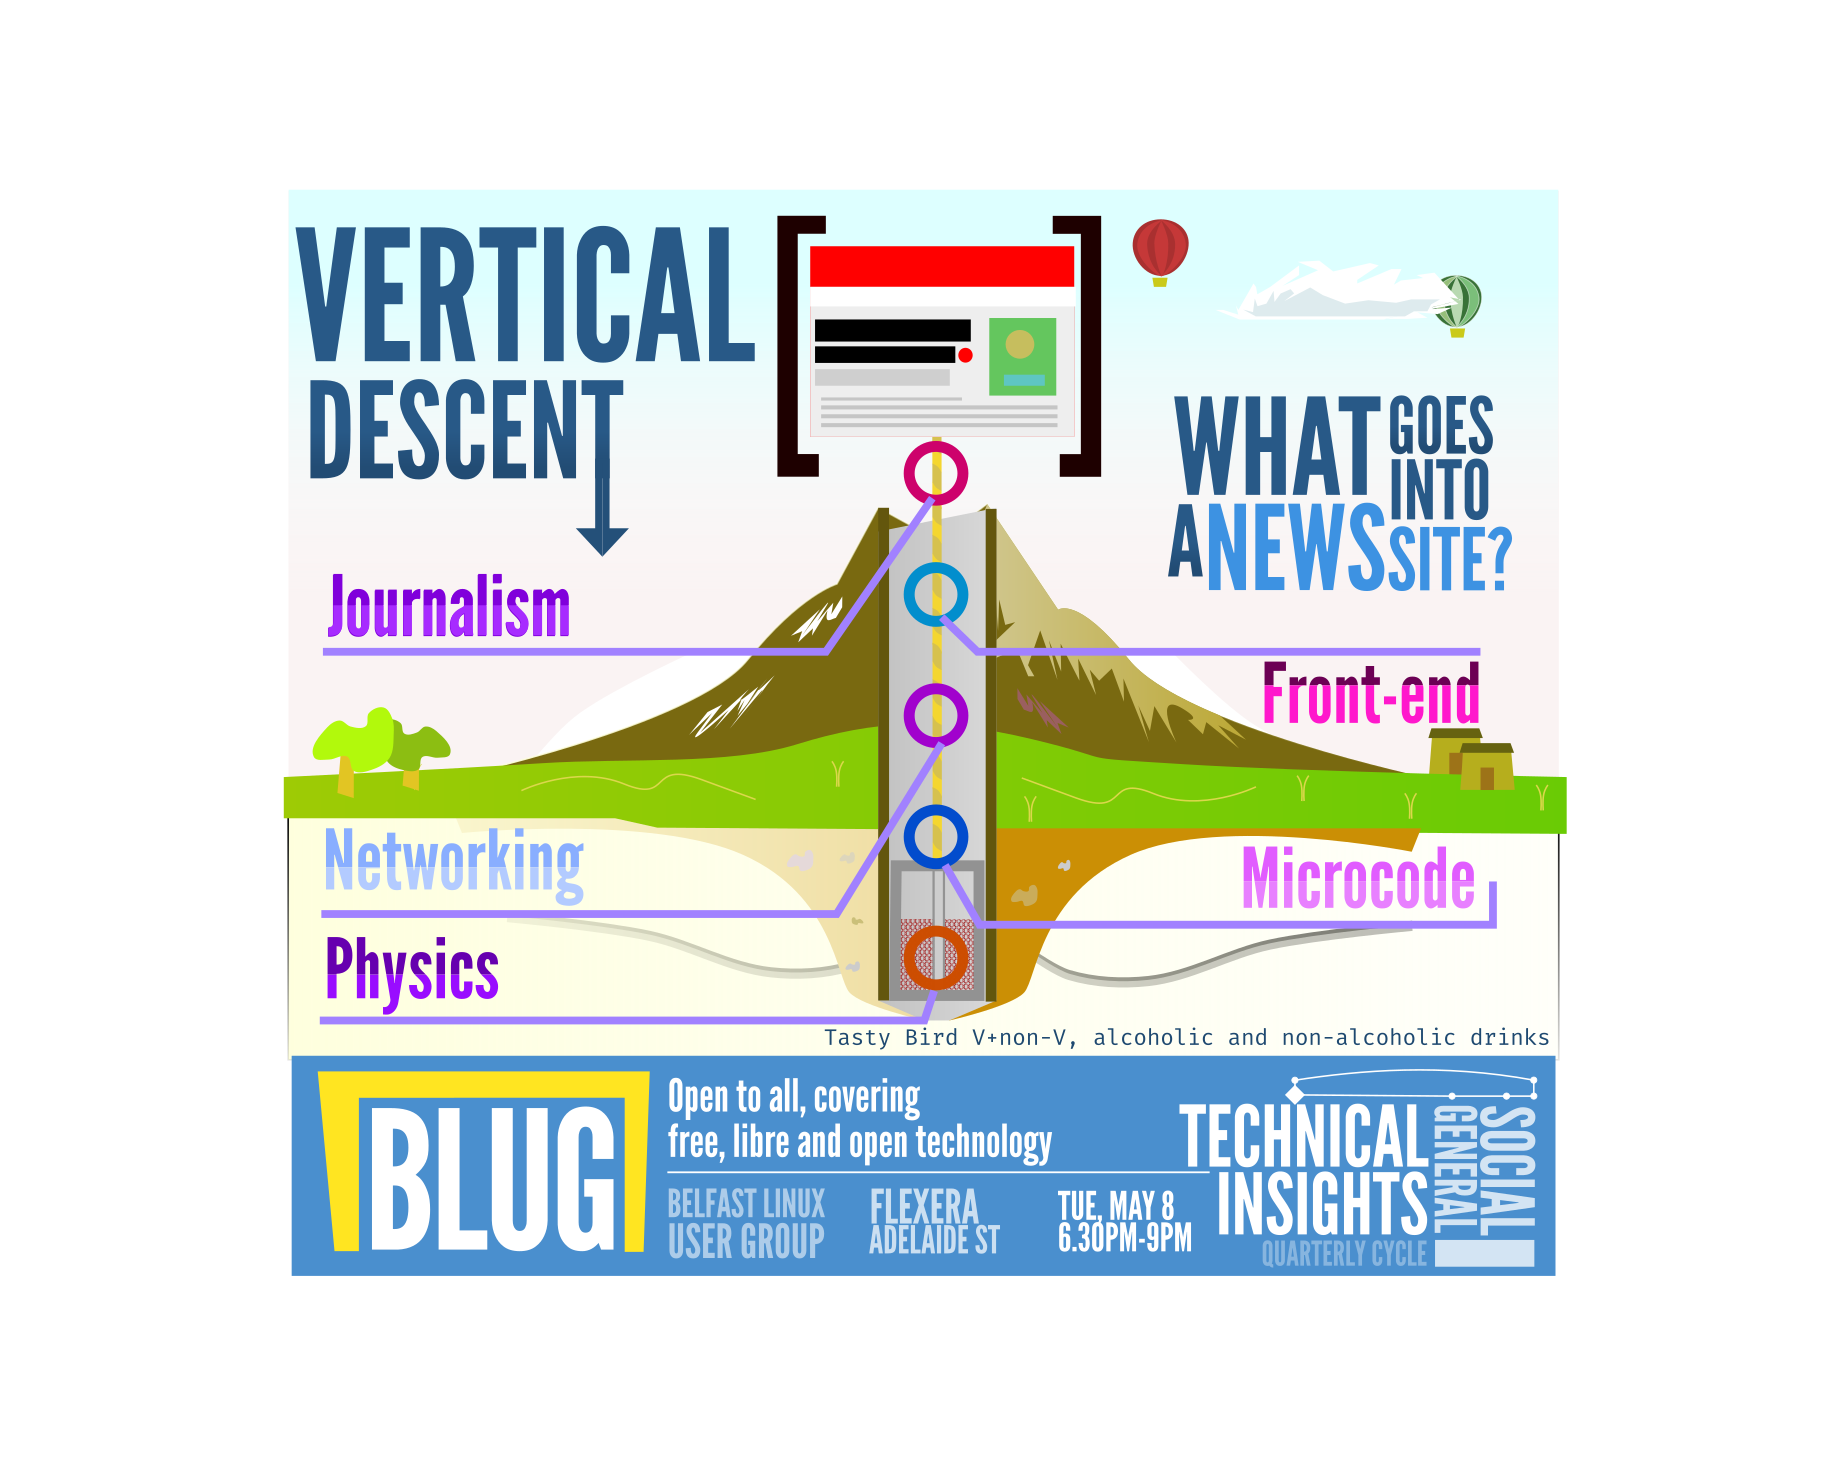 VERTICAL
DESCENT
WHAT GOES
INTO
A NEWS SITE?
Journalism
Front-end
Networking
Microcode
Physics
Tasty Bird V+non-V, alcoholic and non-alcoholic drinks
BLUG
Open to all, covering
free, libre and open technology
BELFAST LINUX
USER GROUP
FLEXERA
ADELAIDE ST
TUE, MAY 8
6.30PM-9PM
TECHNICAL
INSIGHTS
QUARTERLY CYCLE
GENERAL
SOCIAL